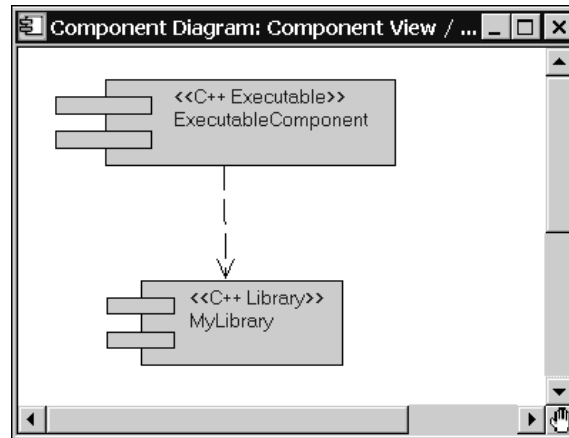 Component Diagram: Component View / ...
<<C++ Executable>>
ExecutableComponent
<<C++ Library>>
MyLibrary